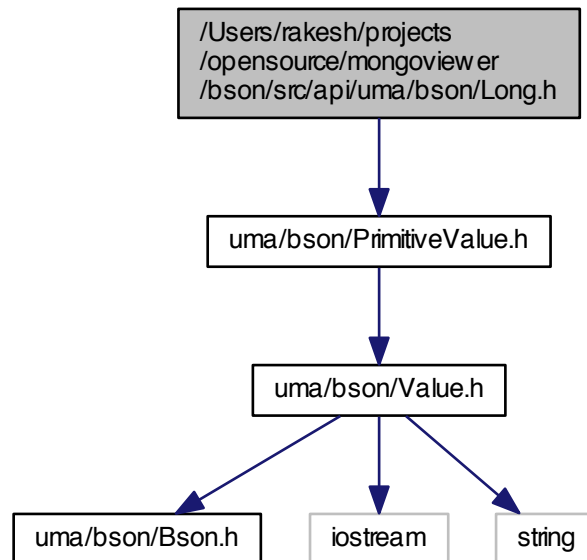 /Users/rakesh/projects
/opensource/mongoviewer
/bson/src/api/uma/bson/Long.h
uma/bson/PrimitiveValue.h
uma/bson/Value.h
uma/bson/Bson.h
iostream
string